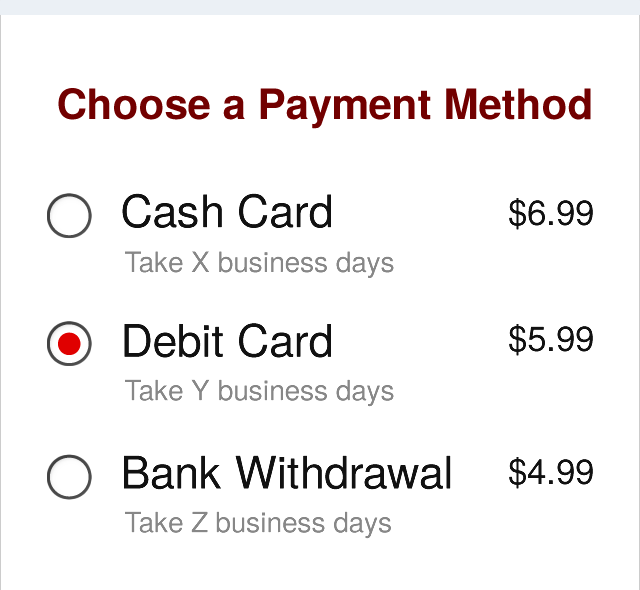 Choose a Payment Method
Cash Card $6.99
Take X business days
Debit Card $5.99
Take Y business days
Bank Withdrawal $4.99
Take Z business days